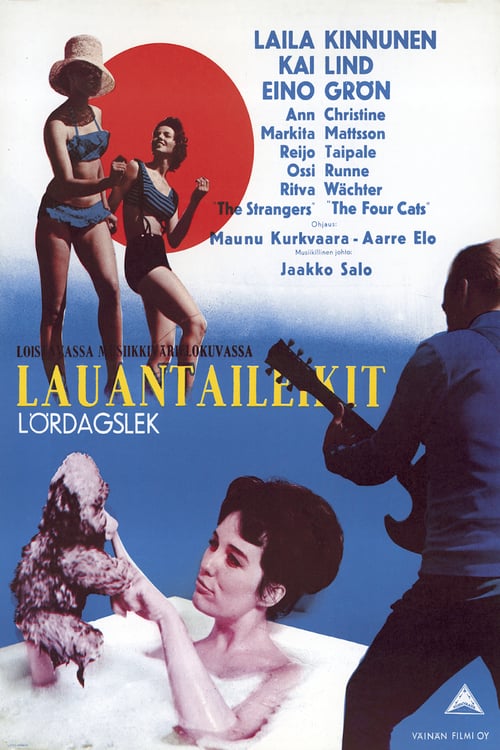 LAILA KINNUNEN
KAI LIND
EINO GRÖN
Ann Christine
Markita Mattsson
Reijo Taipale
Ossi Runne
Ritva Wächter
"The Strangers" "The Four Cats"
Ohjaus:
Maunu Kurkvaara - Aarre Elo
Musiikillinen johto:
Jaakko Salo
LOISTAVASSA MUSIIKKIVÄRIELOKUVASSA
LAUANTAILEIKIT
LÖRDAGSLEK
VÄINÄN FILMI OY